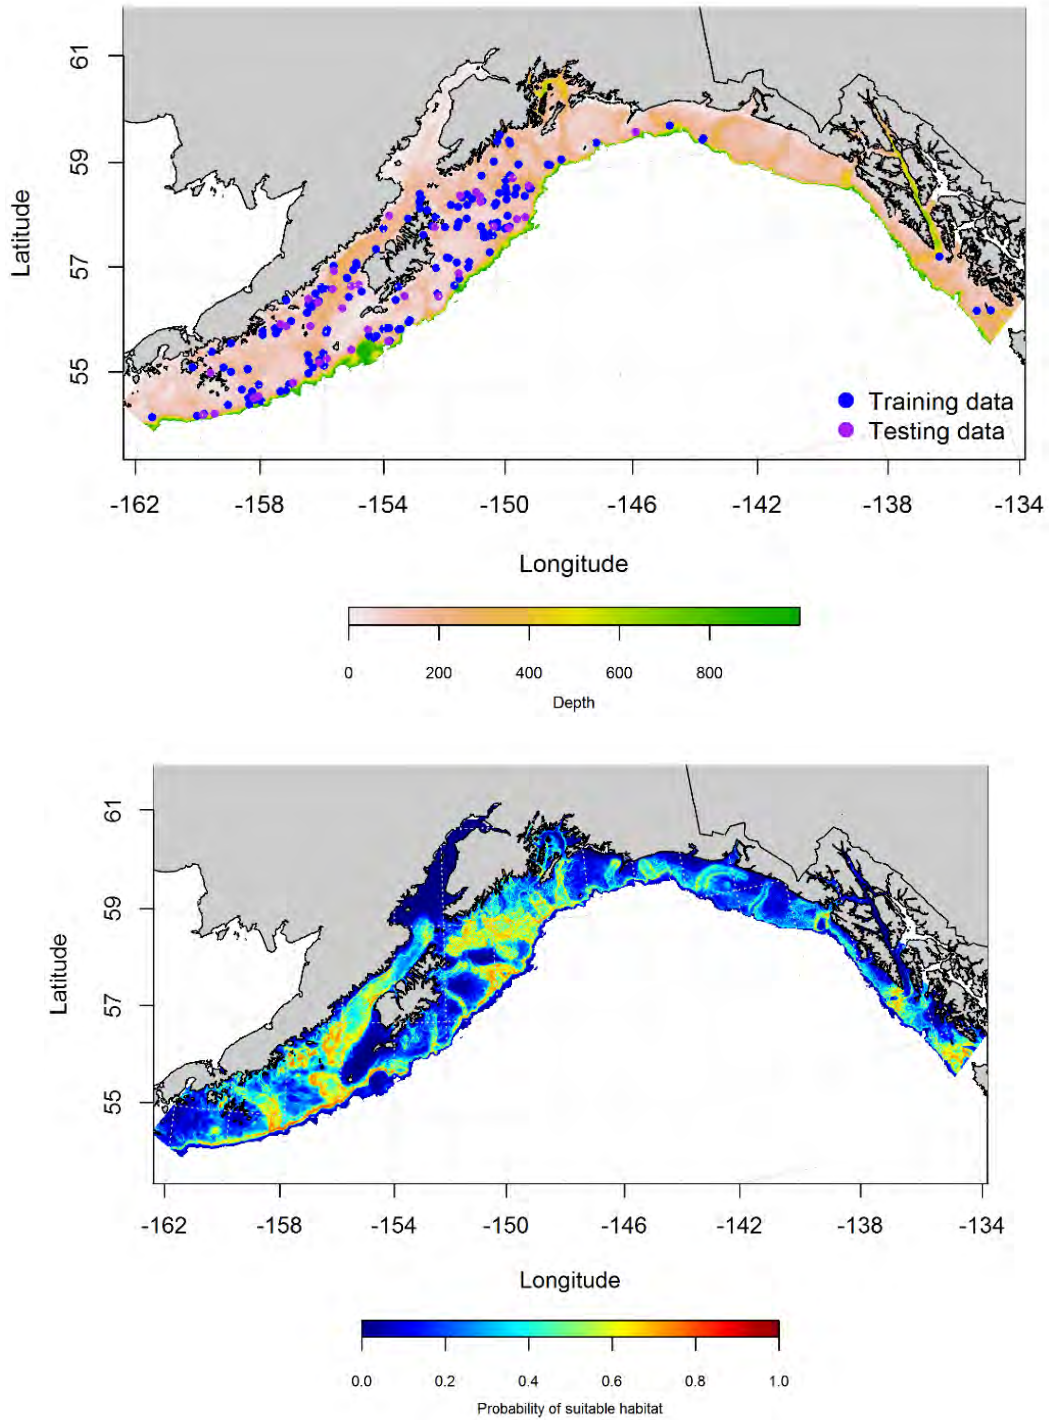 61
59
57
55
Latitude
Training data
Testing data
-162 -158 -154 -150 -146 -142 -138 -134
Longitude
0 200 400 600 800
Depth
61
59
57
55
Latitude
-162 -158 -154 -150 -146 -142 -138 -134
Longitude
0.0 0.2 0.4 0.6 0.8 1.0
Probability of suitable habitat